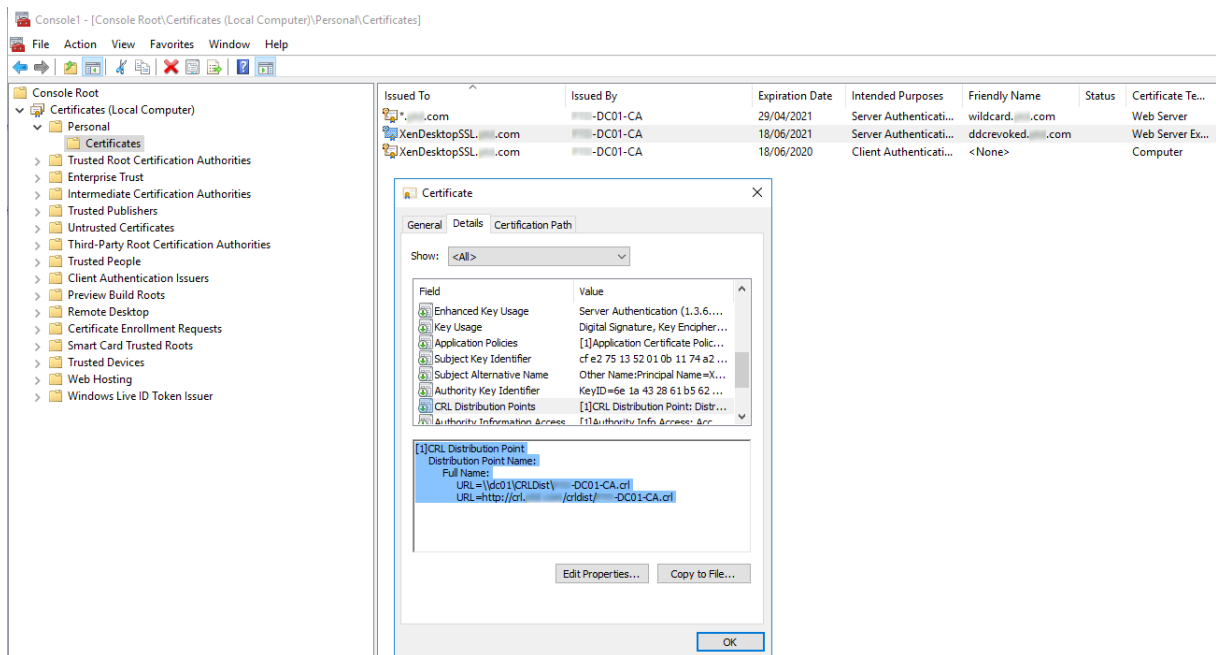 Console1 - [Console Root\Certificates (Local Computer)\Personal\Certificates]
File Action View Favorites Window Help
Console Root
Certificates (Local Computer)
Personal
Certificates
Trusted Root Certification Authorities
Enterprise Trust
Intermediate Certification Authorities
Trusted Publishers
Untrusted Certificates
Third-Party Root Certification Authorities
Trusted People
Client Authentication Issuers
Preview Build Roots
Remote Desktop
Certificate Enrollment Requests
Smart Card Trusted Roots
Trusted Devices
Web Hosting
Windows Live ID Token Issuer
Issued To Issued By Expiration Date Intended Purposes Friendly Name Status Certificate Te...
*. .com -DC01-CA 29/04/2021 Server Authenticati... wildcard. .com Web Server
XenDesktopSSL. .com -DC01-CA 18/06/2021 Server Authenticati... ddcrevoked. .com Web Server Ex...
XenDesktopSSL. .com -DC01-CA 18/06/2020 Client Authenticati... <None> Computer
Certificate
General Details Certification Path
Show: <All>
Field Value
Enhanced Key Usage Server Authentication (1.3.6....
Key Usage Digital Signature, Key Encipher...
Application Policies [1]Application Certificate Polic...
Subject Key Identifier cf e2 75 13 52 01 0b 11 74 a2 ...
Subject Alternative Name Other Name:Principal Name=X...
Authority Key Identifier KeyID=6e 1a 43 28 61 b5 62 ...
CRL Distribution Points [1]CRL Distribution Point: Distr...
Authority Information Access [1]Authority Info Access: Acc...
[1]CRL Distribution Point
Distribution Point Name:
Full Name:
URL=\\dc01\CRLDist\ -DC01-CA.crl
URL=http://crl. /crldist/ -DC01-CA.crl
Edit Properties... Copy to File...
OK